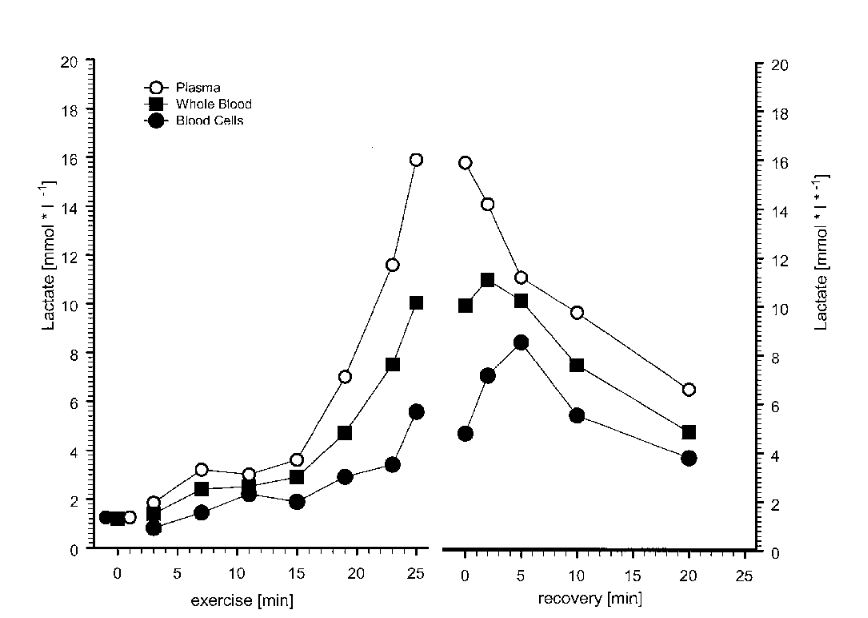 Plasma
Whole Blood
Blood Cells
20
18
16
14
12
10
8
6
4
2
0
Lactate [mmol * l ⁻¹]
0 5 10 15 20 25
exercise [min]
20
18
16
14
12
10
8
6
4
2
0
Lactate [mmol * l *¹]
0 5 10 15 20 25
recovery [min]